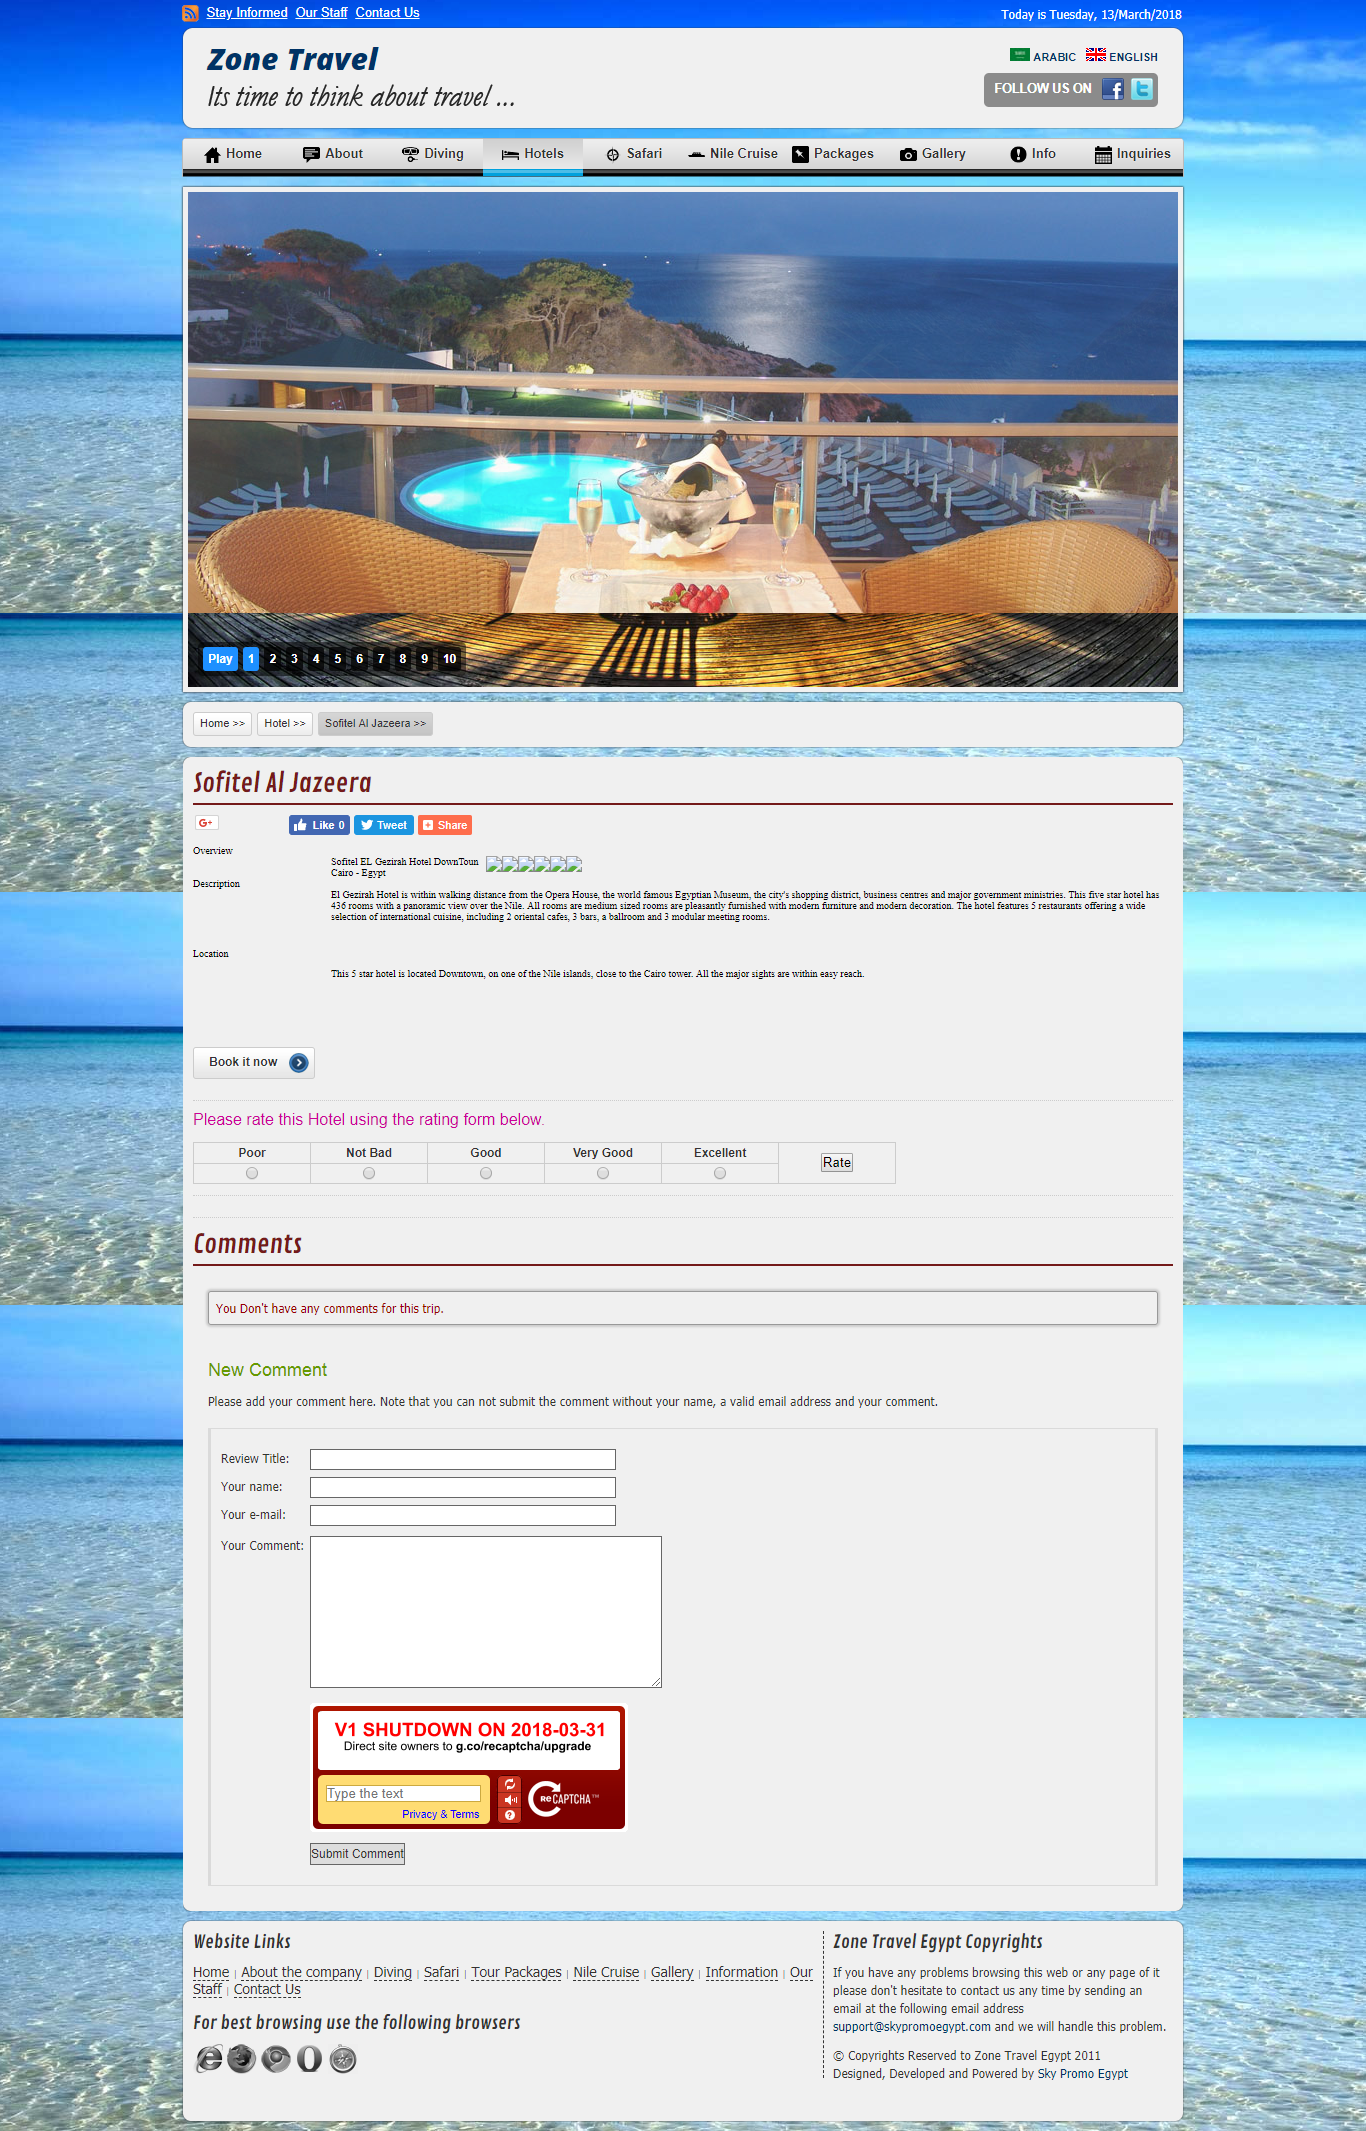 Stay Informed Our Staff Contact Us
Today is Tuesday, 13/March/2018
Zone Travel
Its time to think about travel ...
ARABIC ENGLISH
FOLLOW US ON
Home About Diving Hotels Safari Nile Cruise Packages Gallery Info Inquiries
Play 1 2 3 4 5 6 7 8 9 10
Home >> Hotel >> Sofitel Al Jazeera >>
Sofitel Al Jazeera
G+ Like 0 Tweet Share
Overview
Sofitel EL Gezirah Hotel DownToun
Cairo - Egypt
Description
El Gezirah Hotel is within walking distance from the Opera House, the world famous Egyptian Museum, the city's shopping district, business centres and major government ministries. This five star hotel has
436 rooms with a panoramic view over the Nile. All rooms are medium sized rooms are pleasantly furnished with modern furniture and modern decoration. The hotel features 5 restaurants offering a wide
selection of international cuisine, including 2 oriental cafes, 3 bars, a ballroom and 3 modular meeting rooms.
Location
This 5 star hotel is located Downtown, on one of the Nile islands, close to the Cairo tower. All the major sights are within easy reach.
Book it now
Please rate this Hotel using the rating form below.
Poor Not Bad Good Very Good Excellent
Rate
Comments
You Don't have any comments for this trip.
New Comment
Please add your comment here. Note that you can not submit the comment without your name, a valid email address and your comment.
Review Title:
Your name:
Your e-mail:
Your Comment:
V1 SHUTDOWN ON 2018-03-31
Direct site owners to g.co/recaptcha/upgrade
Type the text
Privacy & Terms
reCAPTCHA™
Submit Comment
Website Links
Home | About the company | Diving | Safari | Tour Packages | Nile Cruise | Gallery | Information | Our
Staff | Contact Us
For best browsing use the following browsers
Zone Travel Egypt Copyrights
If you have any problems browsing this web or any page of it
please don't hesitate to contact us any time by sending an
email at the following email address
support@skypromoegypt.com and we will handle this problem.
© Copyrights Reserved to Zone Travel Egypt 2011
Designed, Developed and Powered by Sky Promo Egypt